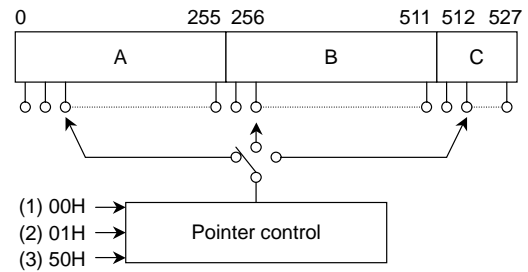 0 255 256 511 512 527
A B C
(1) 00H
(2) 01H
(3) 50H
Pointer control